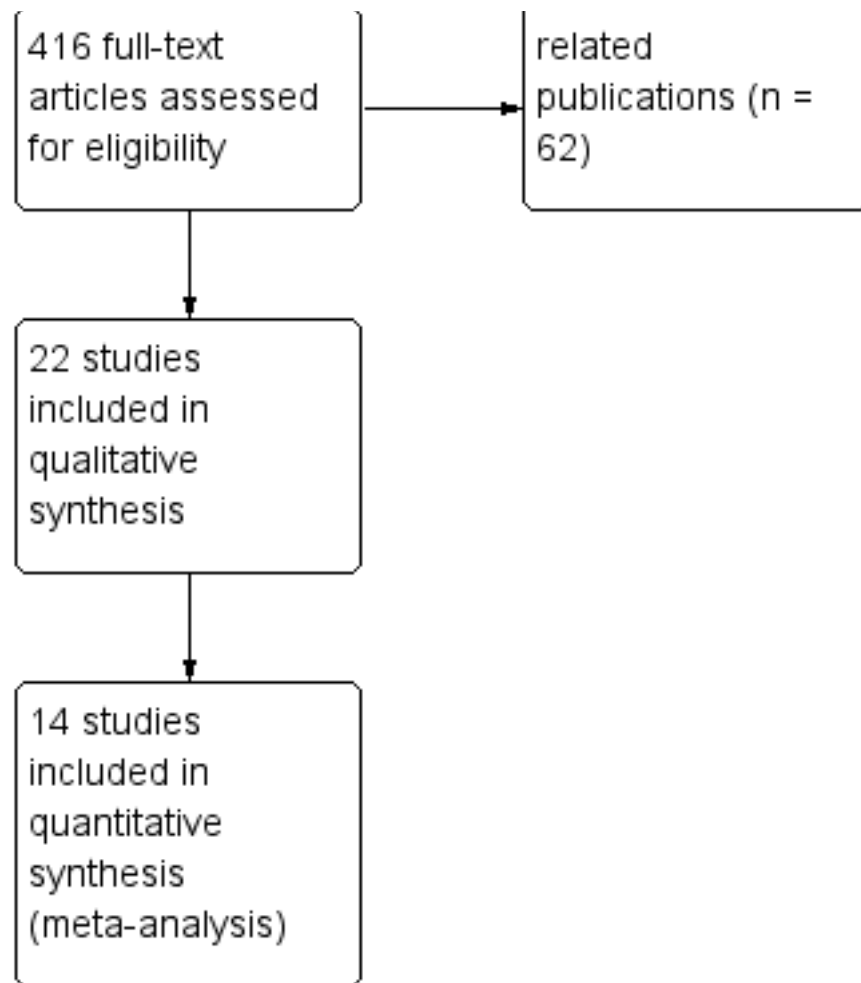 416 full-text
articles assessed
for eligibility
related
publications (n =
62)
22 studies
included in
qualitative
synthesis
14 studies
included in
quantitative
synthesis
(meta-analysis)